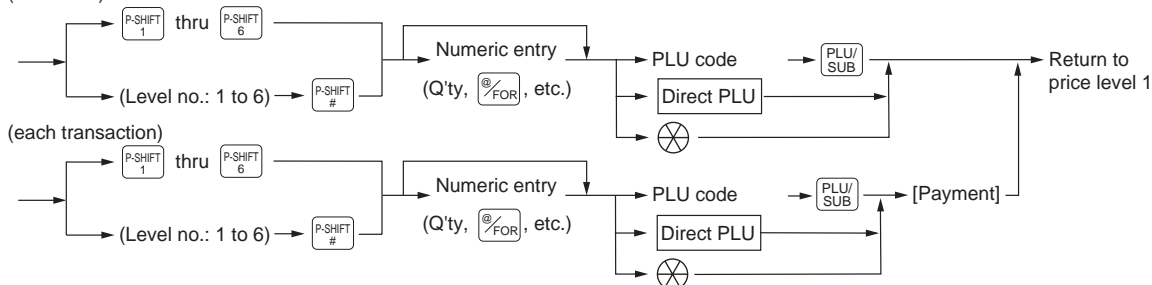 P-SHIFT 1 thru P-SHIFT 6
Numeric entry
(Q'ty, @/FOR, etc.)
PLU code
PLU/SUB
Return to
price level 1
(Level no.: 1 to 6) P-SHIFT #
Direct PLU
(each transaction)
P-SHIFT 1 thru P-SHIFT 6
Numeric entry
(Q'ty, @/FOR, etc.)
PLU code
PLU/SUB
[Payment]
(Level no.: 1 to 6) P-SHIFT #
Direct PLU